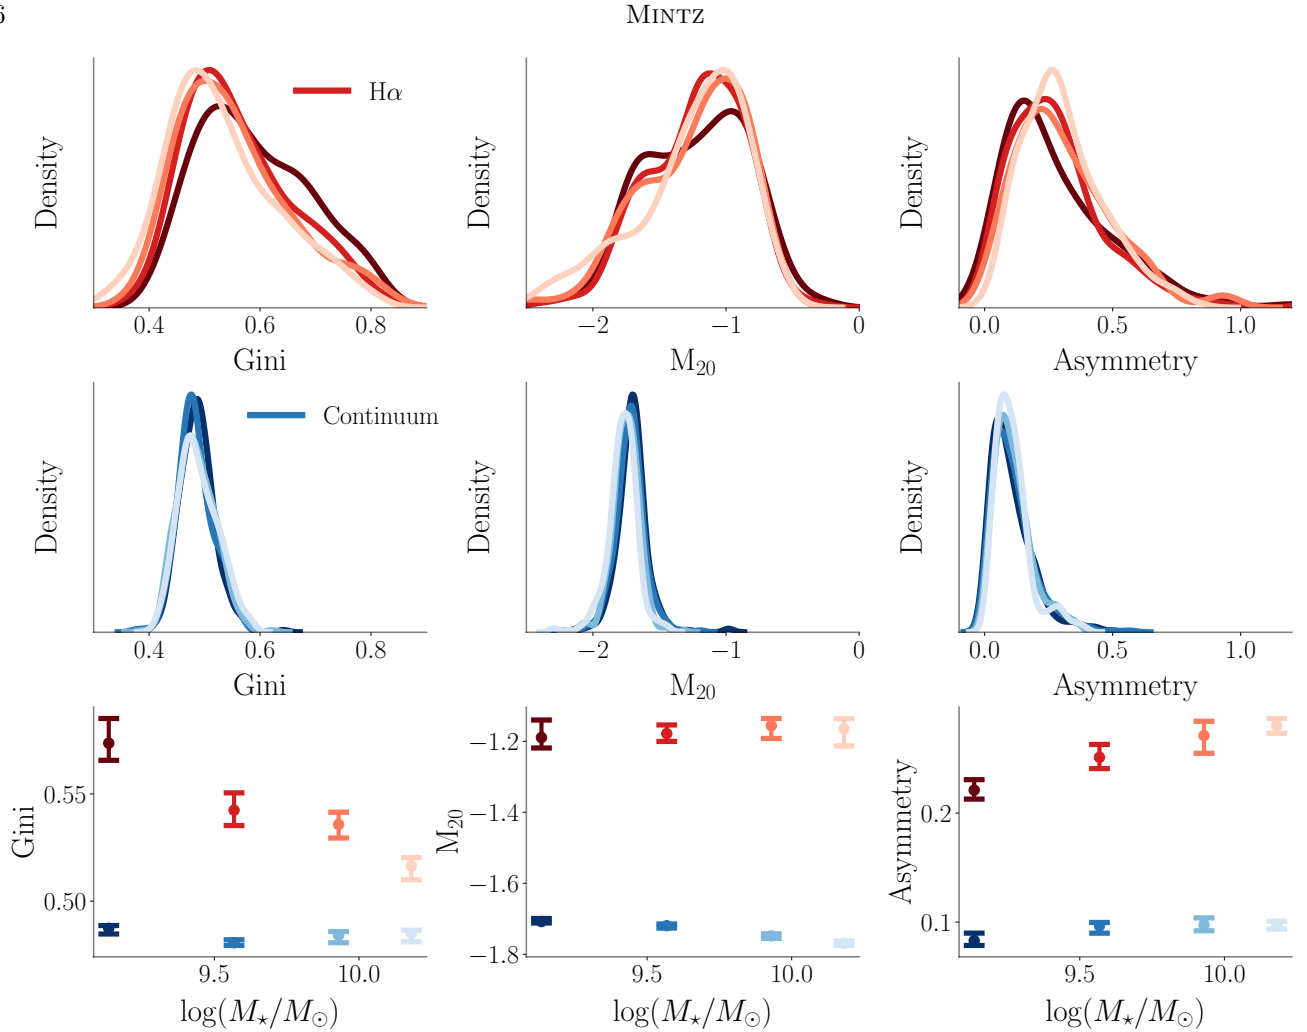 6
MINTZ
Density
Hα
0.4 0.6 0.8
Gini
Density
−2 −1 0
M20
Density
0.0 0.5 1.0
Asymmetry
Density
Continuum
0.4 0.6 0.8
Gini
Density
−2 −1 0
M20
Density
0.0 0.5 1.0
Asymmetry
Gini
0.55
0.50
9.5 10.0
log(M⋆/M⊙)
M20
−1.2
−1.4
−1.6
−1.8
9.5 10.0
log(M⋆/M⊙)
Asymmetry
0.2
0.1
9.5 10.0
log(M⋆/M⊙)